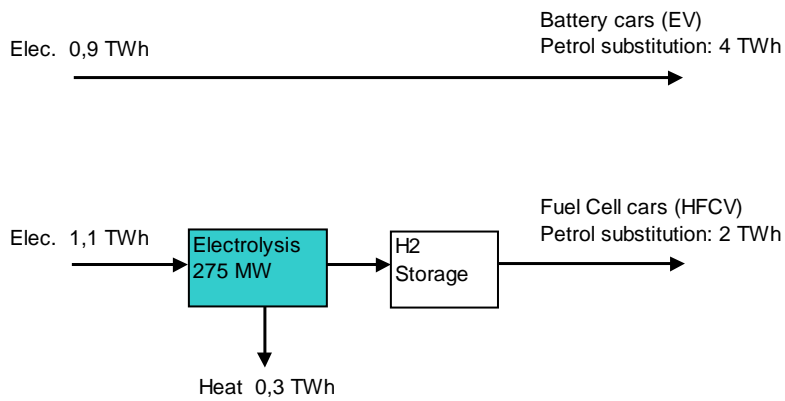 Battery cars (EV)
Elec. 0,9 TWh
Petrol substitution: 4 TWh
Fuel Cell cars (HFCV)
Elec. 1,1 TWh
Petrol substitution: 2 TWh
Electrolysis
275 MW
H2
Storage
Heat 0,3 TWh